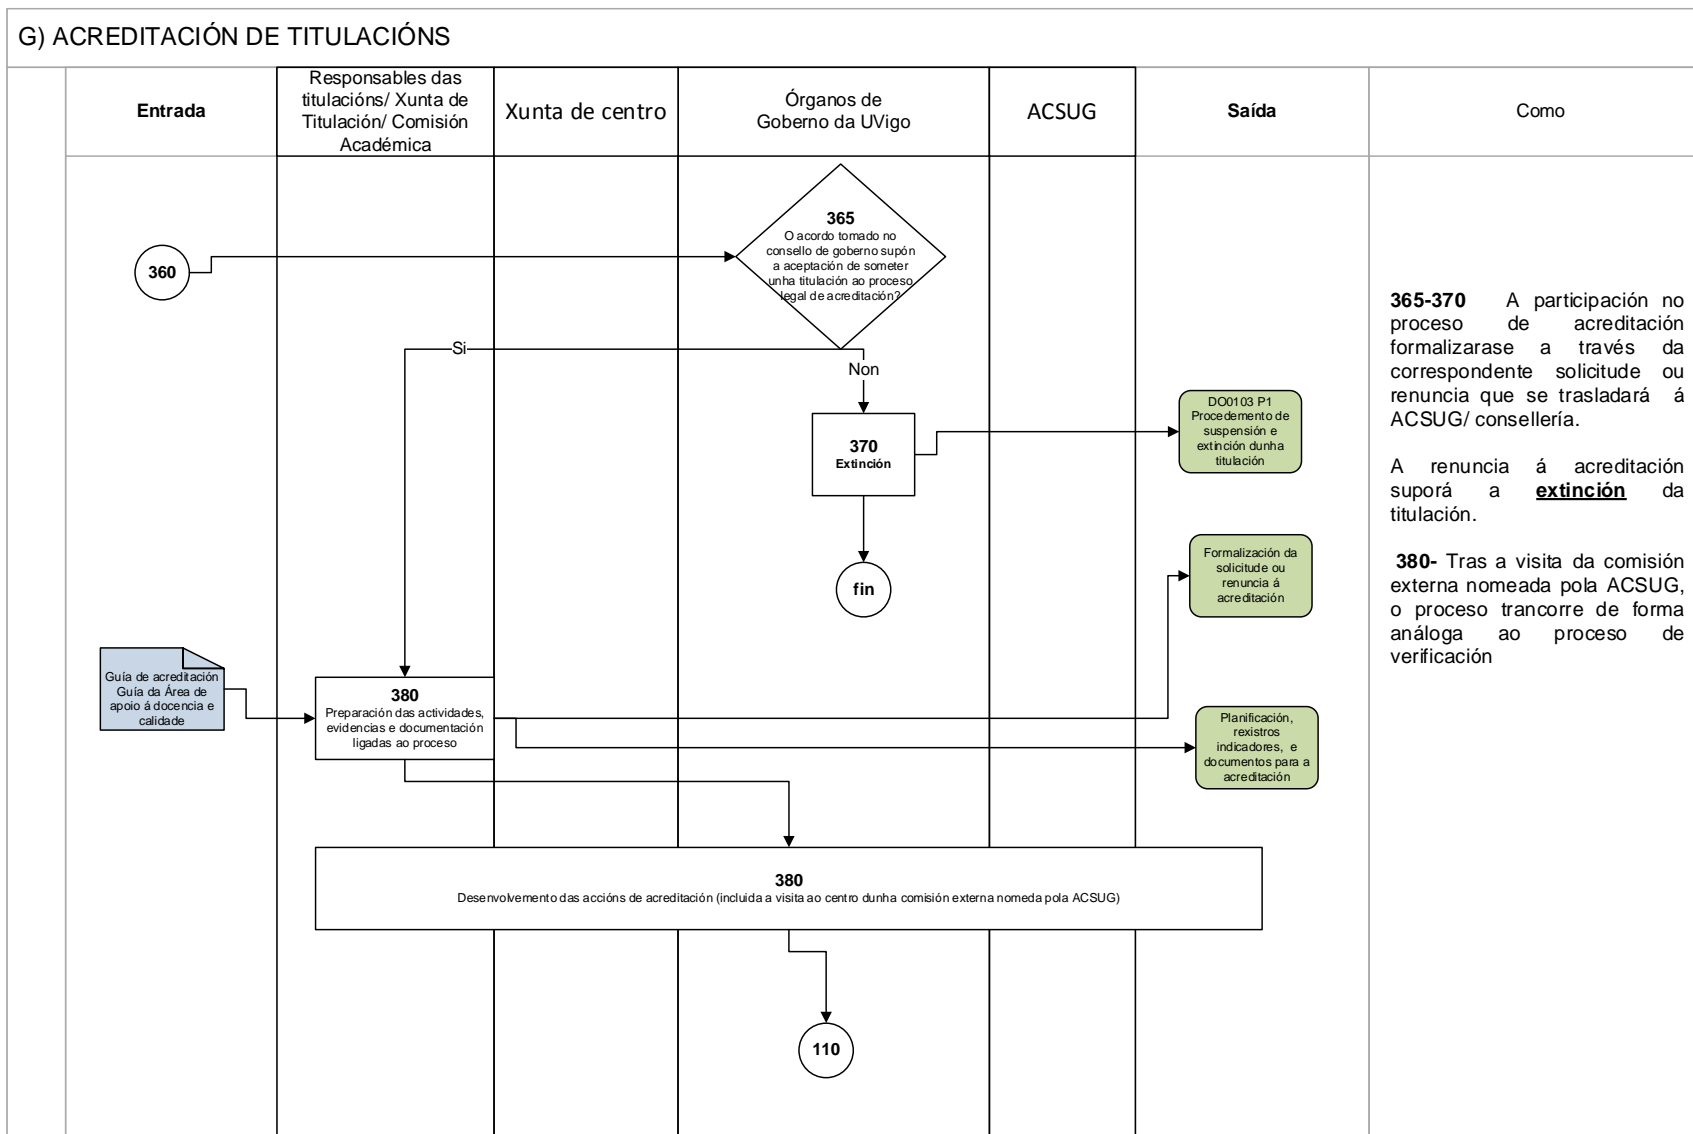 G) ACREDITACIÓN DE TITULACIÓNS
Entrada
Responsables das
titulacións/ Xunta de
Titulación/ Comisión
Académica
Xunta de centro
Órganos de
Goberno da UVigo
ACSUG
Saída
Como
360
365
O acordo tomado no
consello de goberno supón
a aceptación de someter
unha titulación ao proceso
legal de acreditación?
Si
Non
370
Extinción
DO0103 P1
Procedemento de
suspensión e
extinción dunha
titulación
fin
Formalización da
solicitude ou
renuncia á
acreditación
Guía de acreditación
Guía da Área de
apoio á docencia e
calidade
380
Preparación das actividades,
evidencias e documentación
ligadas ao proceso
Planificación,
rexistros
indicadores, e
documentos para a
acreditación
380
Desenvolvemento das accións de acreditación (incluida a visita ao centro dunha comisión externa nomeda pola ACSUG)
110
365-370 A participación no
proceso de acreditación
formalizarase a través da
correspondente solicitude ou
renuncia que se trasladará á
ACSUG/ consellería.
A renuncia á acreditación
suporá a extinción da
titulación.
380- Tras a visita da comisión
externa nomeada pola ACSUG,
o proceso trancorre de forma
análoga ao proceso de
verificación